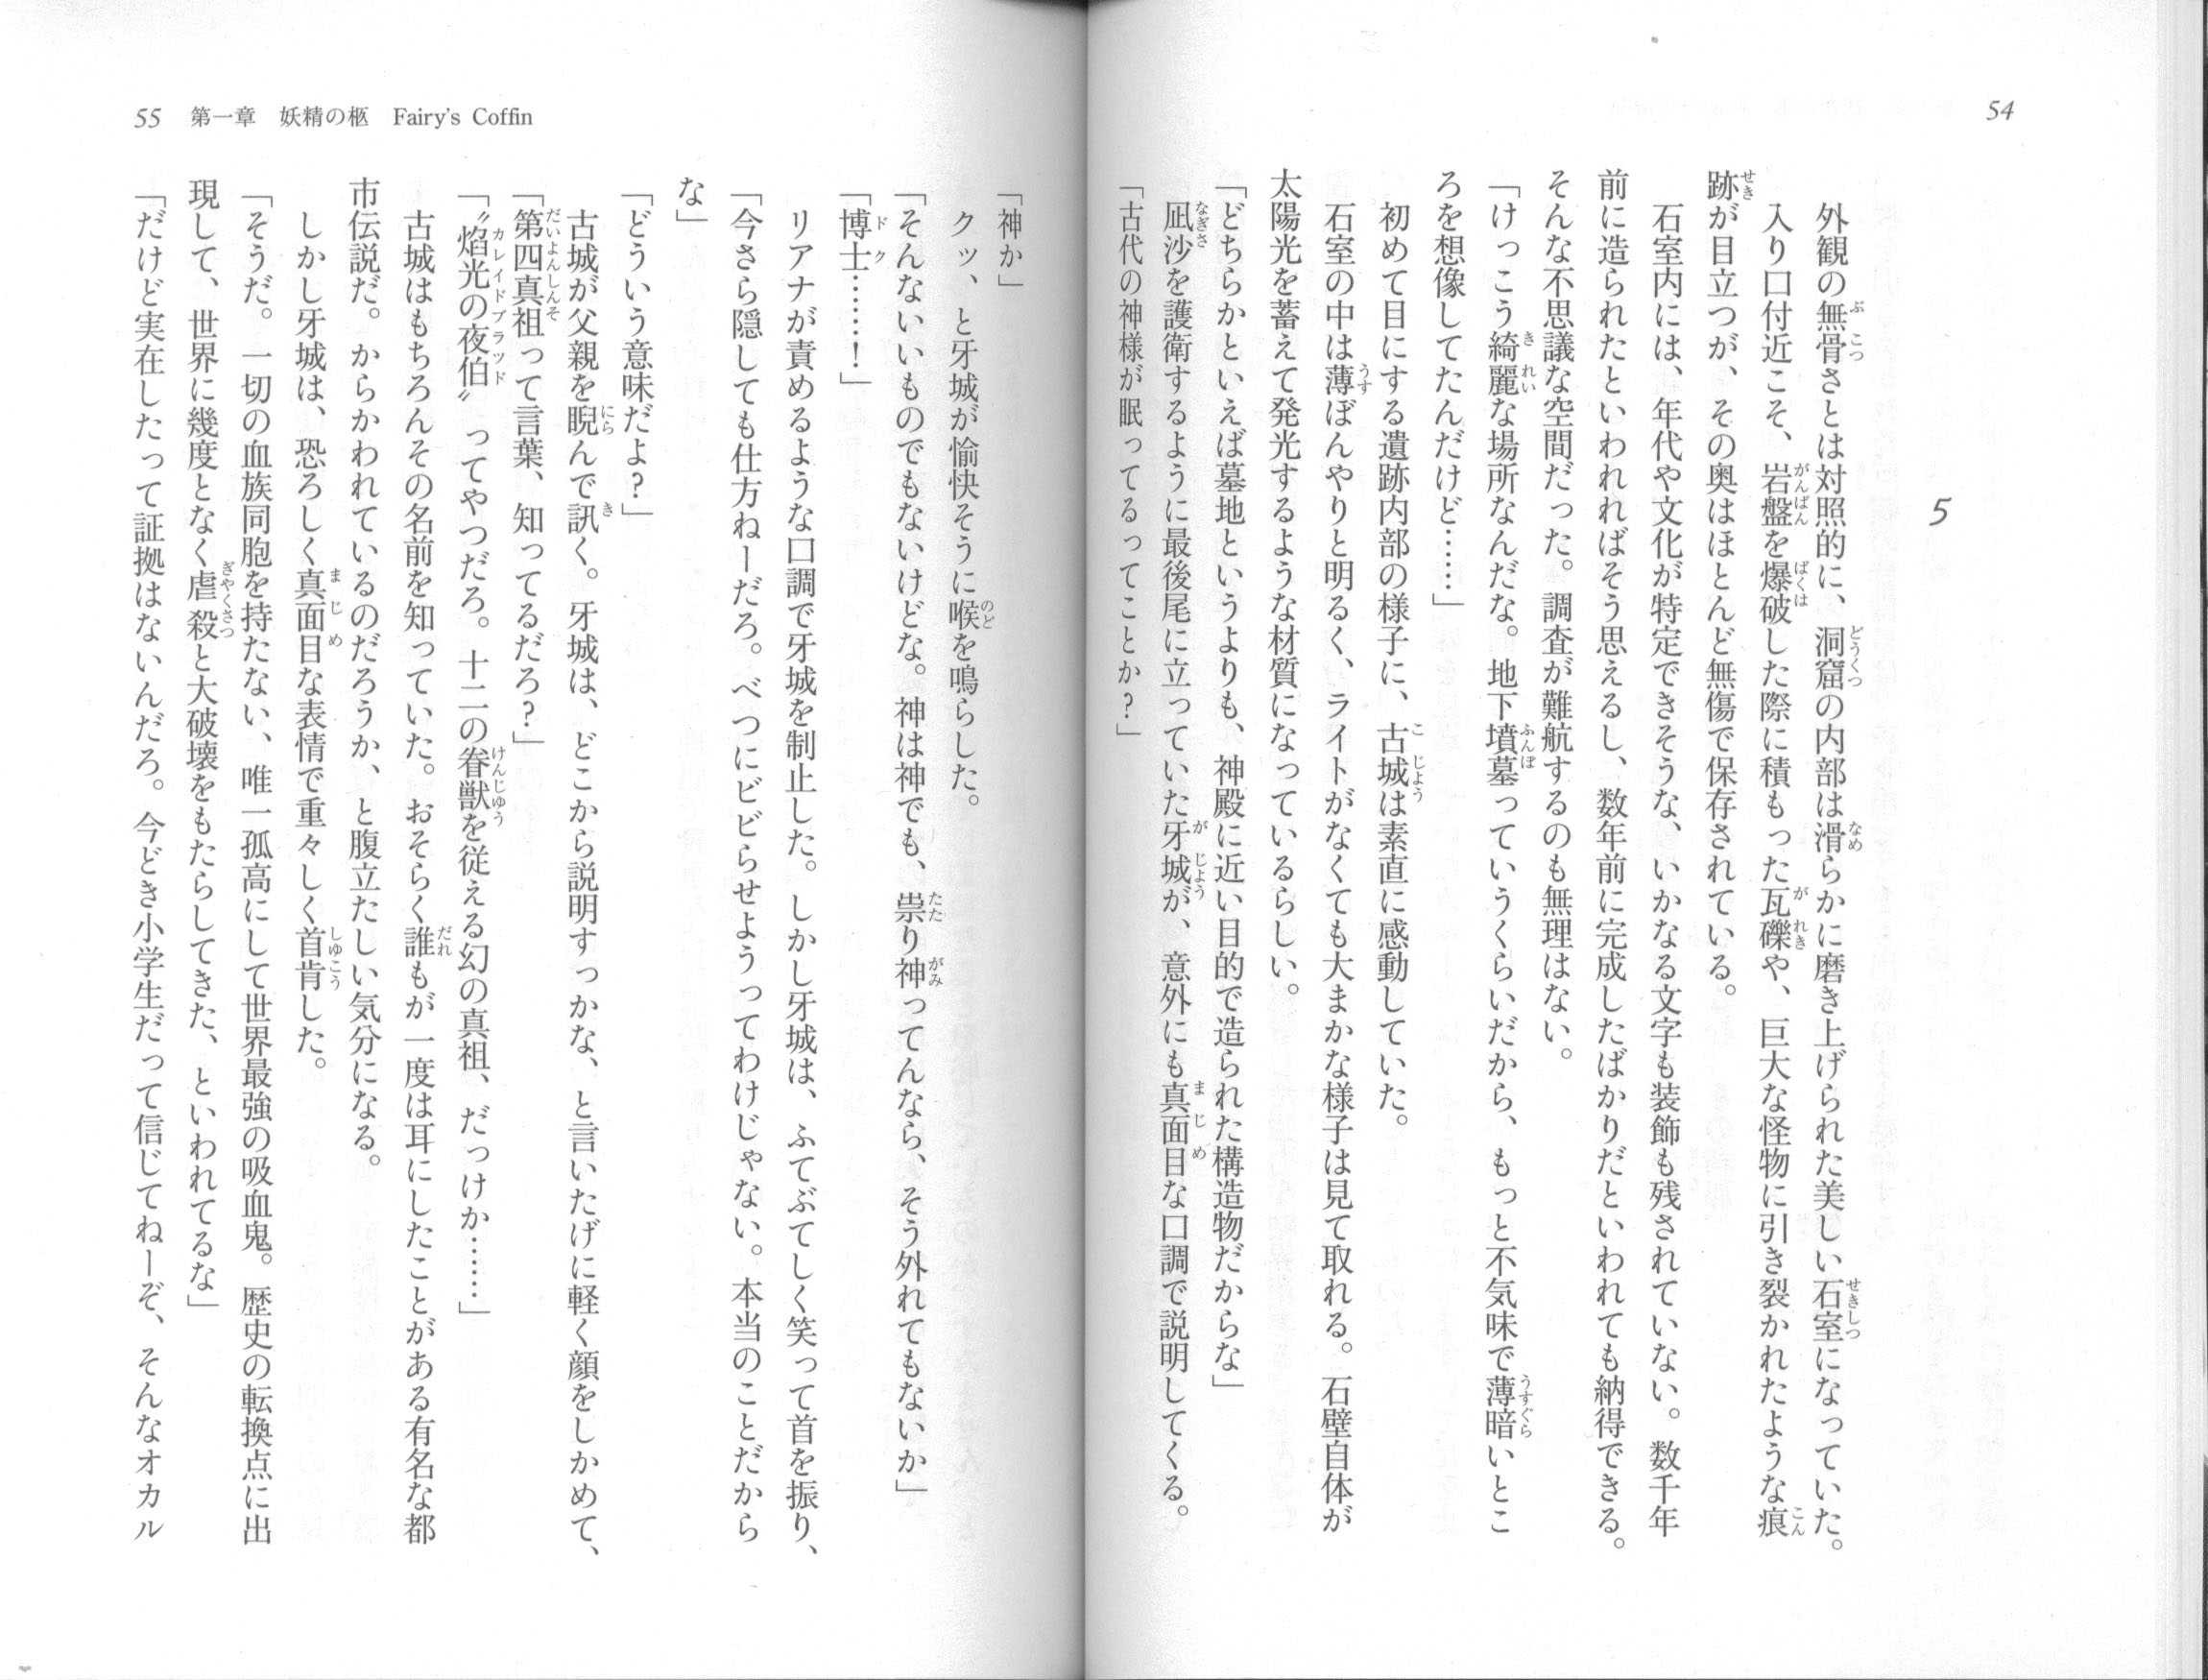 54
5
外観の無骨さとは対照的に、洞窟の内部は滑らかに磨き上げられた美しい石室になっていた。
入り口付近こそ、岩盤を爆破した際に積もった瓦礫や、巨大な怪物に引き裂かれたような痕
跡が目立つが、その奥はほとんど無傷で保存されている。
石室内には、年代や文化が特定できそうな、いかなる文字も装飾も残されていない。数千年
前に造られたといわれればそう思えるし、数年前に完成したばかりだといわれても納得できる。
そんな不思議な空間だった。調査が難航するのも無理はない。
「けっこう綺麗な場所なんだな。地下墳墓っていうくらいだから、もっと不気味で薄暗いとこ
ろを想像してたんだけど……」
初めて目にする遺跡内部の様子に、古城は素直に感動していた。
石室の中は薄ぼんやりと明るく、ライトがなくても大まかな様子は見て取れる。石壁自体が
太陽光を蓄えて発光するような材質になっているらしい。
「どちらかといえば墓地というよりも、神殿に近い目的で造られた構造物だからな」
凪沙を護衛するように最後尾に立っていた牙城が、意外にも真面目な口調で説明してくる。
「古代の神様が眠ってるってことか？」
55 第一章 妖精の柩 Fairy's Coffin
「神か」
クッ、と牙城が愉快そうに喉を鳴らした。
「そんないいものでもないけどな。神は神でも、祟り神ってんなら、そう外れてもないか」
「博士……！」
リアナが責めるような口調で牙城を制止した。しかし牙城は、ふてぶてしく笑って首を振り、
「今さら隠しても仕方ねーだろ。べつにビビらせようってわけじゃない。本当のことだから
な」
「どういう意味だよ？」
古城が父親を睨んで訊く。牙城は、どこから説明すっかな、と言いたげに軽く顔をしかめて、
「第四真祖って言葉、知ってるだろ？」
「〝焰光の夜伯〟ってやつだろ。十二の眷獣を従える幻の真祖、だっけか……」
古城はもちろんその名前を知っていた。おそらく誰もが一度は耳にしたことがある有名な都
市伝説だ。からかわれているのだろうか、と腹立たしい気分になる。
しかし牙城は、恐ろしく真面目な表情で重々しく首肯した。
「そうだ。一切の血族同胞を持たない、唯一孤高にして世界最強の吸血鬼。歴史の転換点に出
現して、世界に幾度となく虐殺と大破壊をもたらしてきた、といわれてるな」
「だけど実在したって証拠はないんだろ。今どき小学生だって信じてねーぞ、そんなオカル